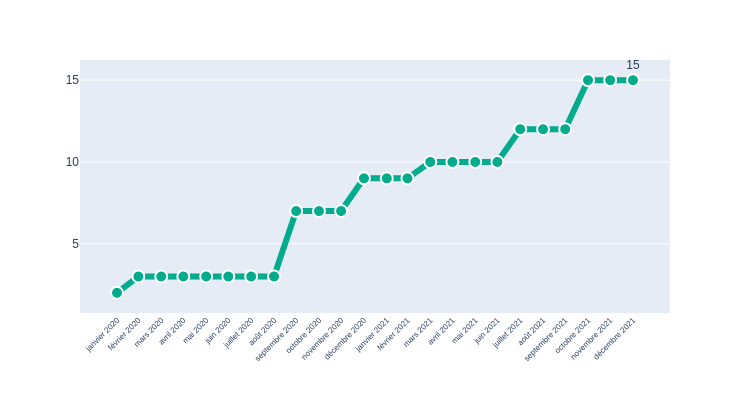 15
15
10
5
janvier 2020
février 2020
mars 2020
avril 2020
mai 2020
juin 2020
juillet 2020
août 2020
septembre 2020
octobre 2020
novembre 2020
décembre 2020
janvier 2021
février 2021
mars 2021
avril 2021
mai 2021
juin 2021
juillet 2021
août 2021
septembre 2021
octobre 2021
novembre 2021
décembre 2021